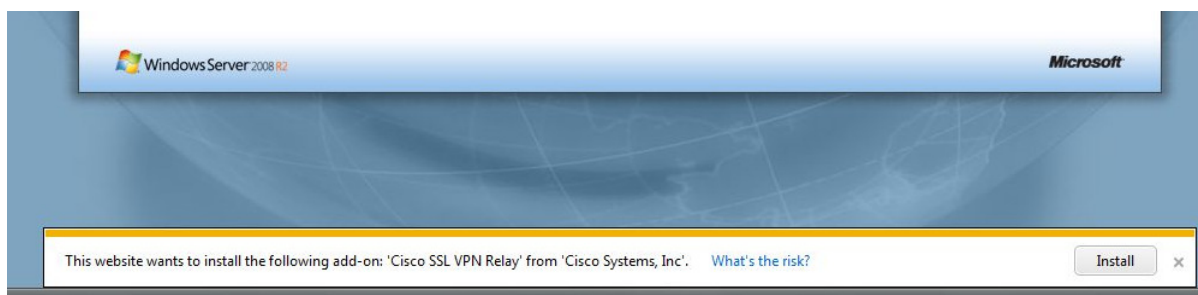 Windows Server 2008 R2
Microsoft
This website wants to install the following add-on: 'Cisco SSL VPN Relay' from 'Cisco Systems, Inc'. What's the risk? Install ×